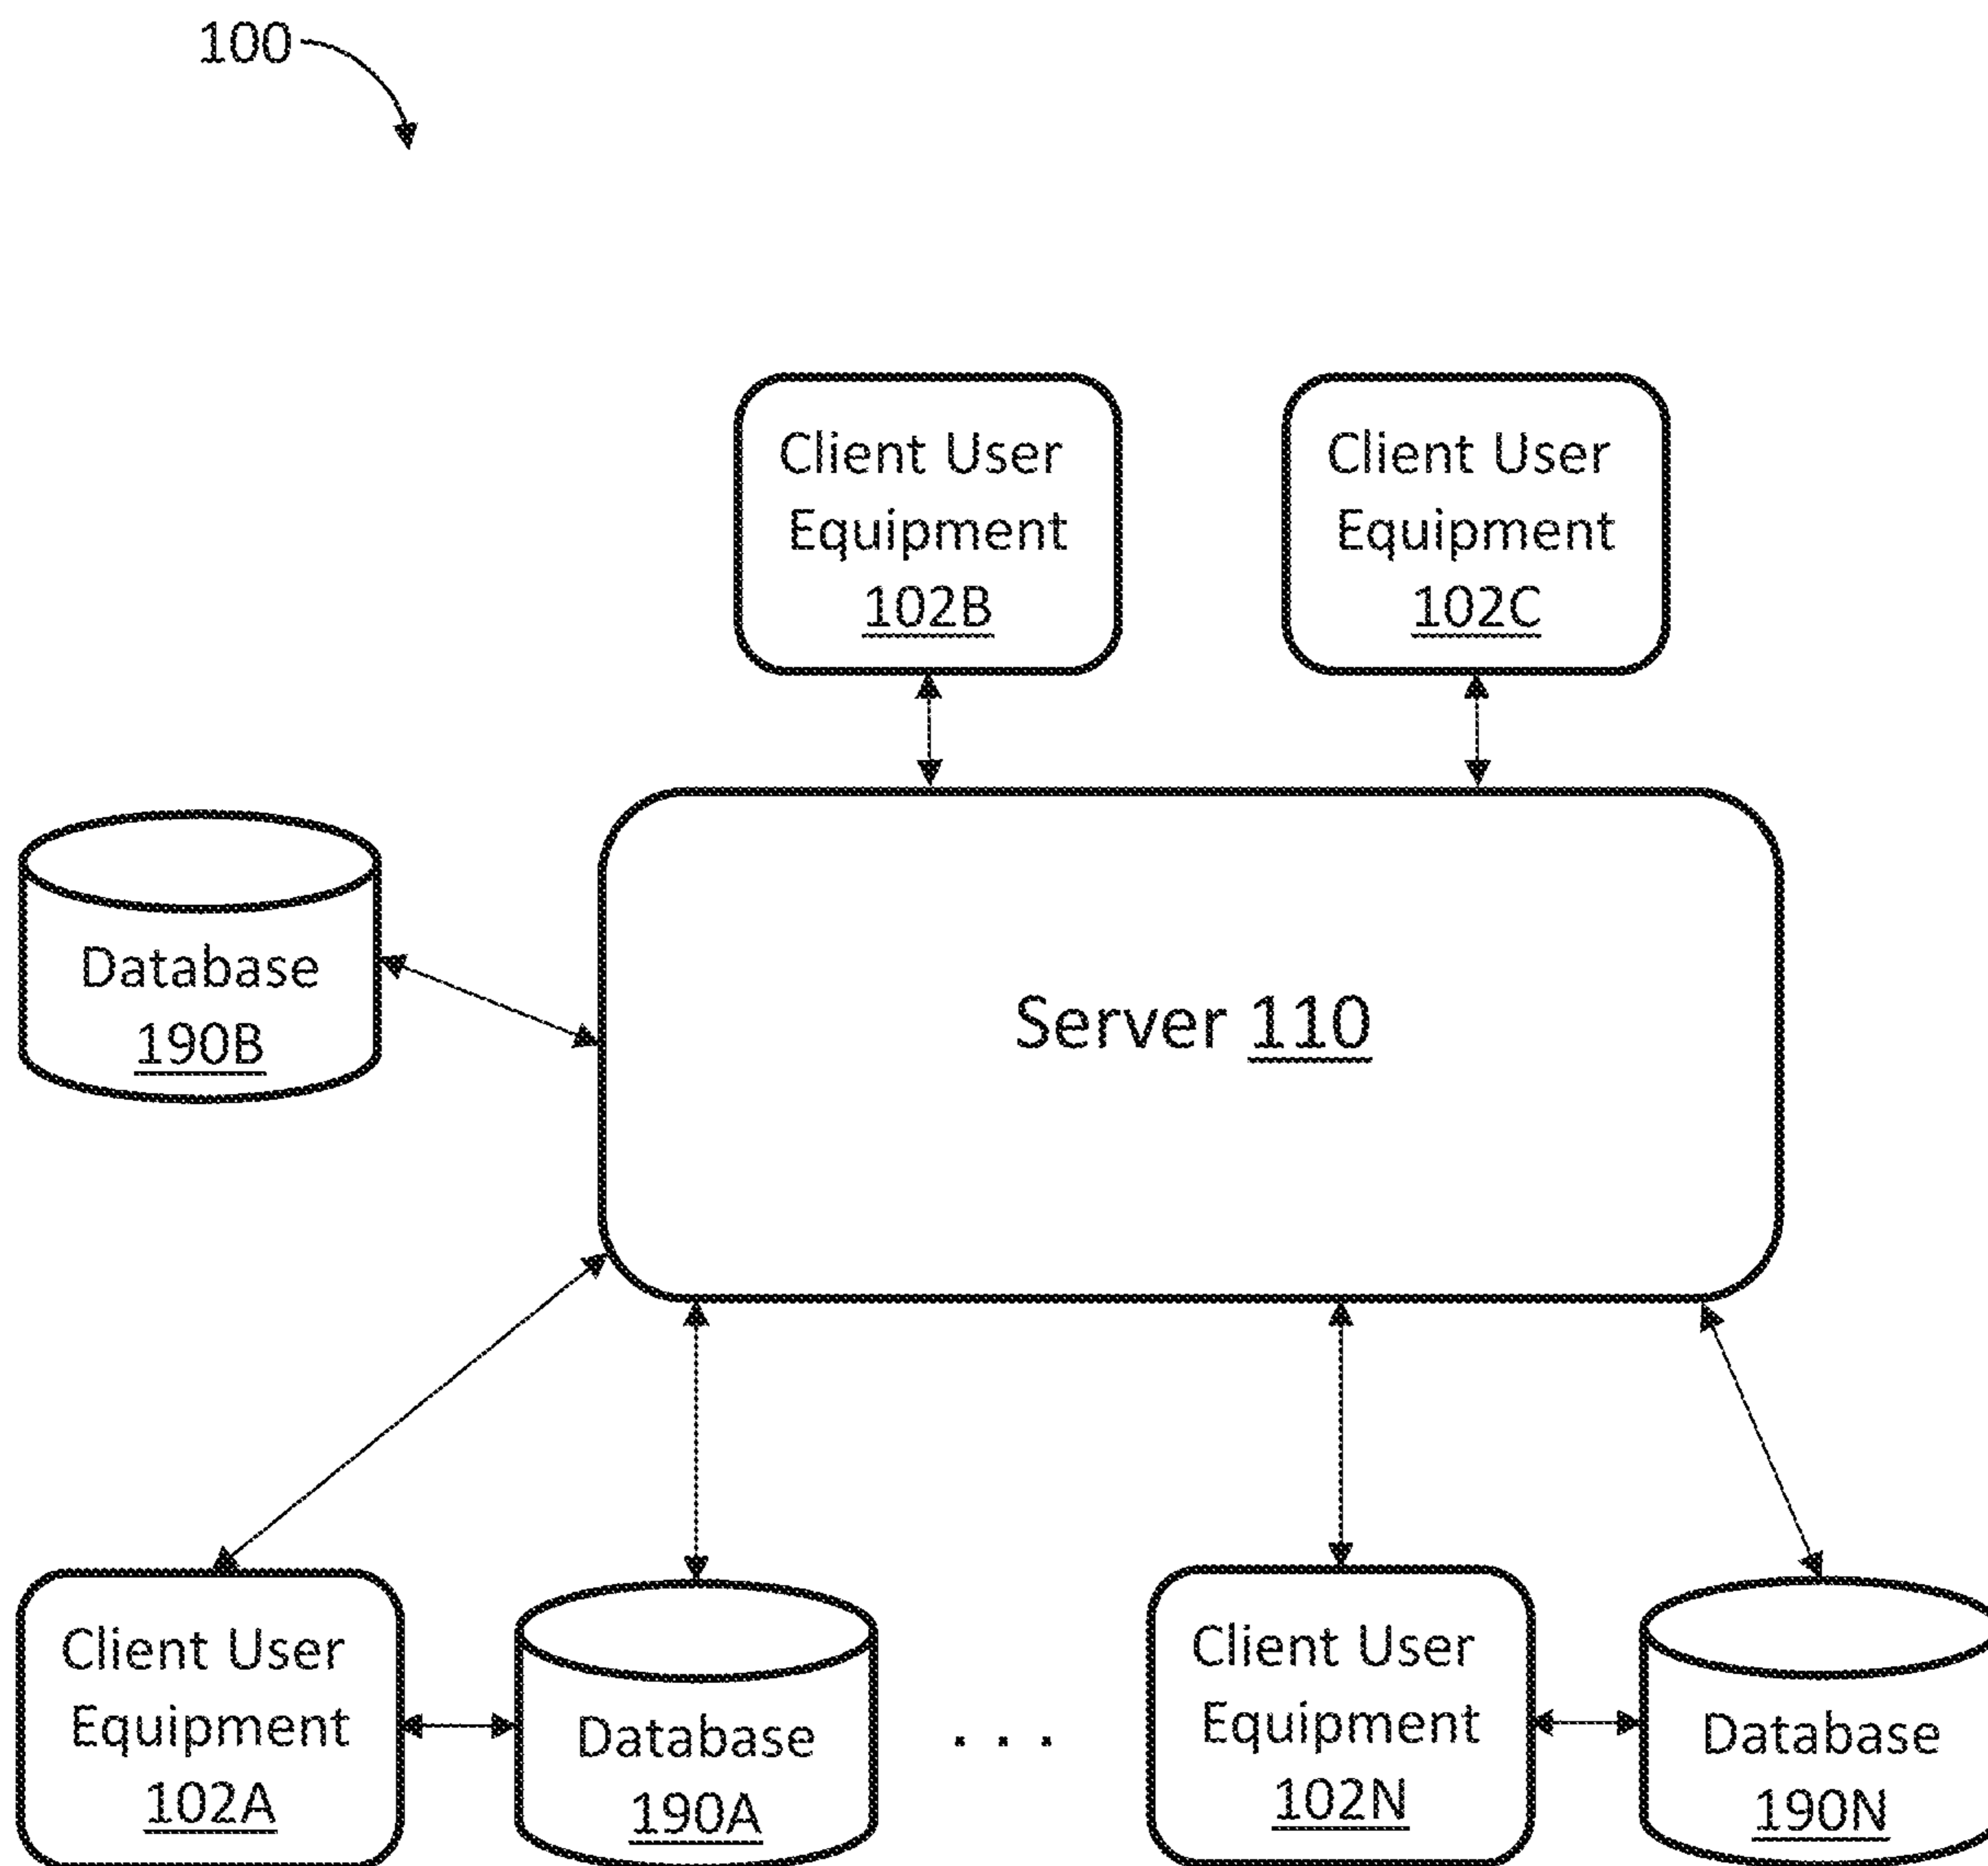 100
Client User
Equipment
102B
Client User
Equipment
102C
Database
190B
Server 110
Client User
Equipment
102A
Database
190A
. . .
Client User
Equipment
102N
Database
190N